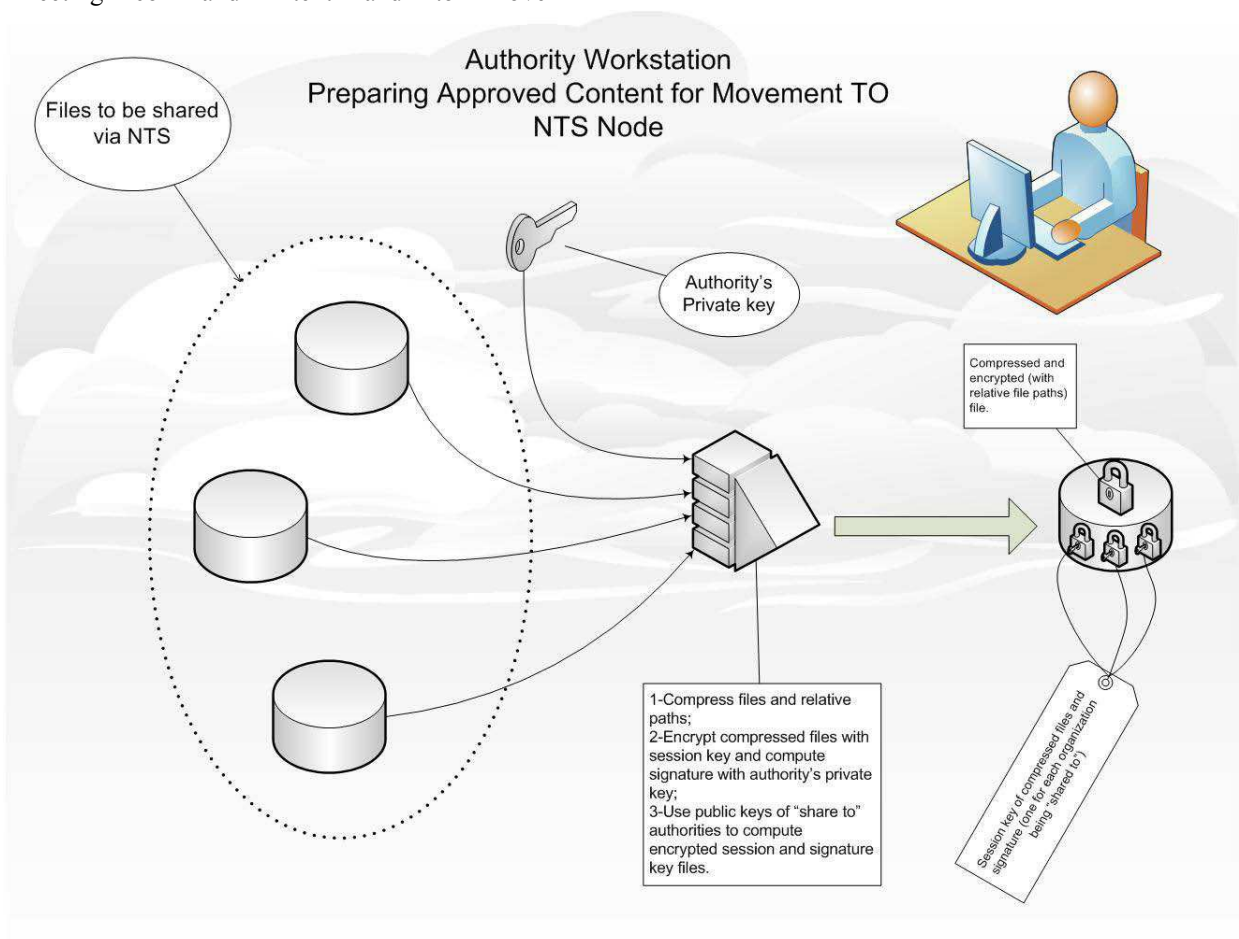 Authority Workstation
Preparing Approved Content for Movement TO
NTS Node
Files to be shared
via NTS
Authority's
Private key
Compressed and
encrypted (with
relative file paths)
file.
1-Compress files and relative
paths;
2-Encrypt compressed files with
session key and compute
signature with authority's private
key;
3-Use public keys of “share to”
authorities to compute
encrypted session and signature
key files.
Session key of compressed files and
signature (one for each organization
being “shared to”)